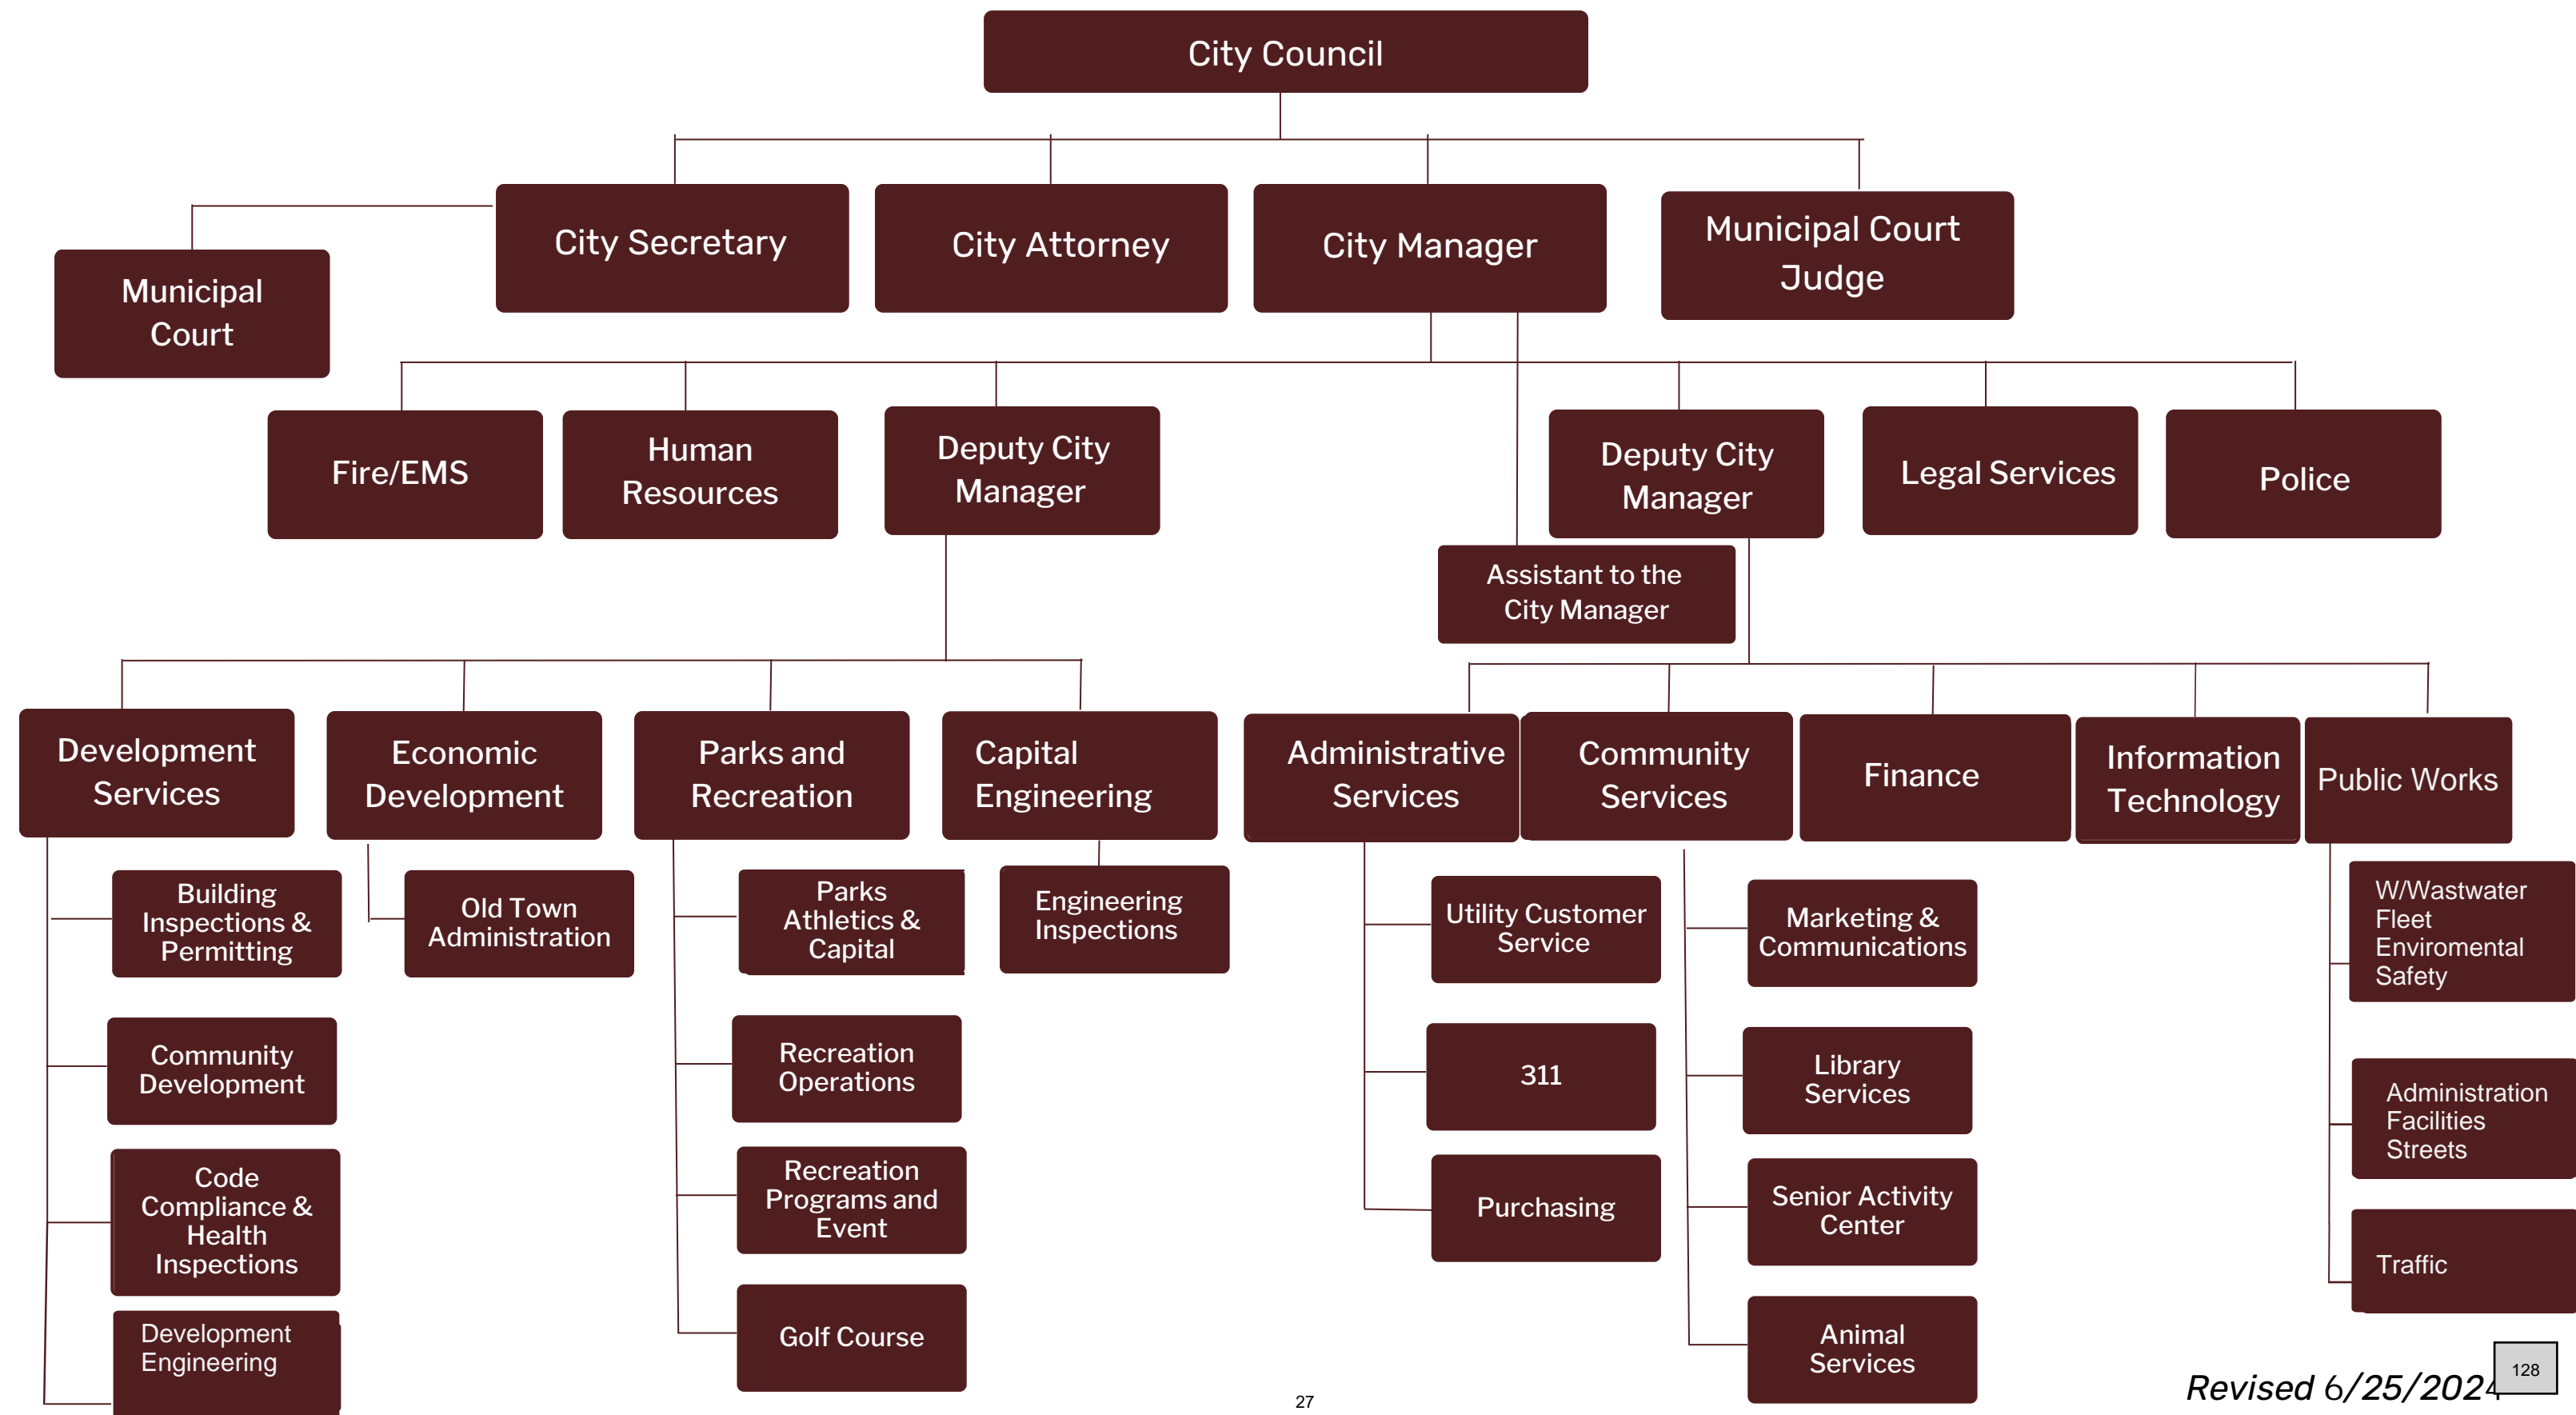 City Council
City Secretary
City Attorney
City Manager
Municipal Court
Judge
Municipal
Court
Fire/EMS
Human
Resources
Deputy City
Manager
Deputy City
Manager
Legal Services
Police
Assistant to the
City Manager
Development
Services
Economic
Development
Parks and
Recreation
Capital
Engineering
Administrative
Services
Community
Services
Finance
Information
Technology
Public Works
Building
Inspections &
Permitting
Community
Development
Code
Compliance &
Health
Inspections
Development
Engineering
Old Town
Administration
Parks
Athletics &
Capital
Recreation
Operations
Recreation
Programs and
Event
Golf Course
Engineering
Inspections
Utility Customer
Service
311
Purchasing
Marketing &
Communications
Library
Services
Senior Activity
Center
Animal
Services
W/Wastwater
Fleet
Enviromental
Safety
Administration
Facilities
Streets
Traffic
27
Revised 6/25/2024
128